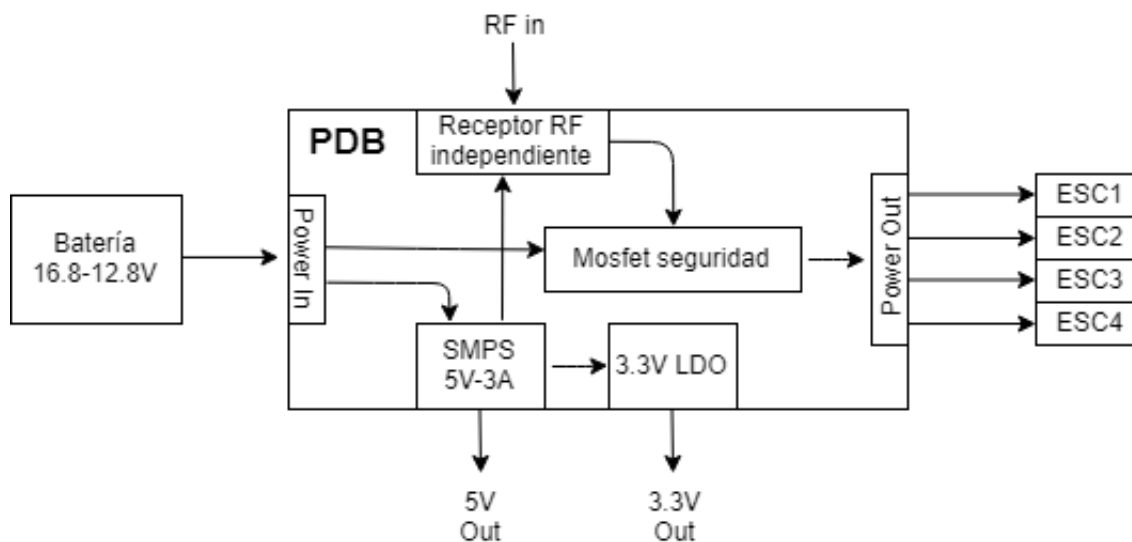 RF in
PDB
Receptor RF
independiente
Batería
16.8-12.8V
Power In
Mosfet seguridad
Power Out
ESC1
ESC2
ESC3
ESC4
SMPS
5V-3A
3.3V LDO
5V
Out
3.3V
Out